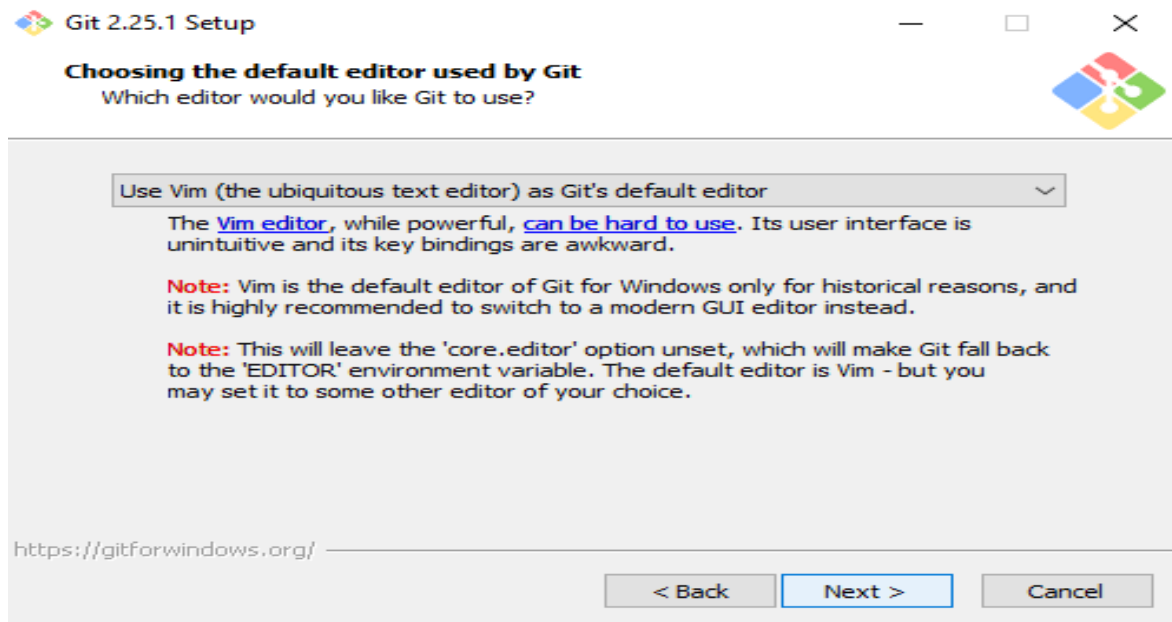 Git 2.25.1 Setup
Choosing the default editor used by Git
Which editor would you like Git to use?
Use Vim (the ubiquitous text editor) as Git's default editor
The Vim editor, while powerful, can be hard to use. Its user interface is
unintuitive and its key bindings are awkward.
Note: Vim is the default editor of Git for Windows only for historical reasons, and
it is highly recommended to switch to a modern GUI editor instead.
Note: This will leave the 'core.editor' option unset, which will make Git fall back
to the 'EDITOR' environment variable. The default editor is Vim - but you
may set it to some other editor of your choice.
https://gitforwindows.org/
< Back Next > Cancel